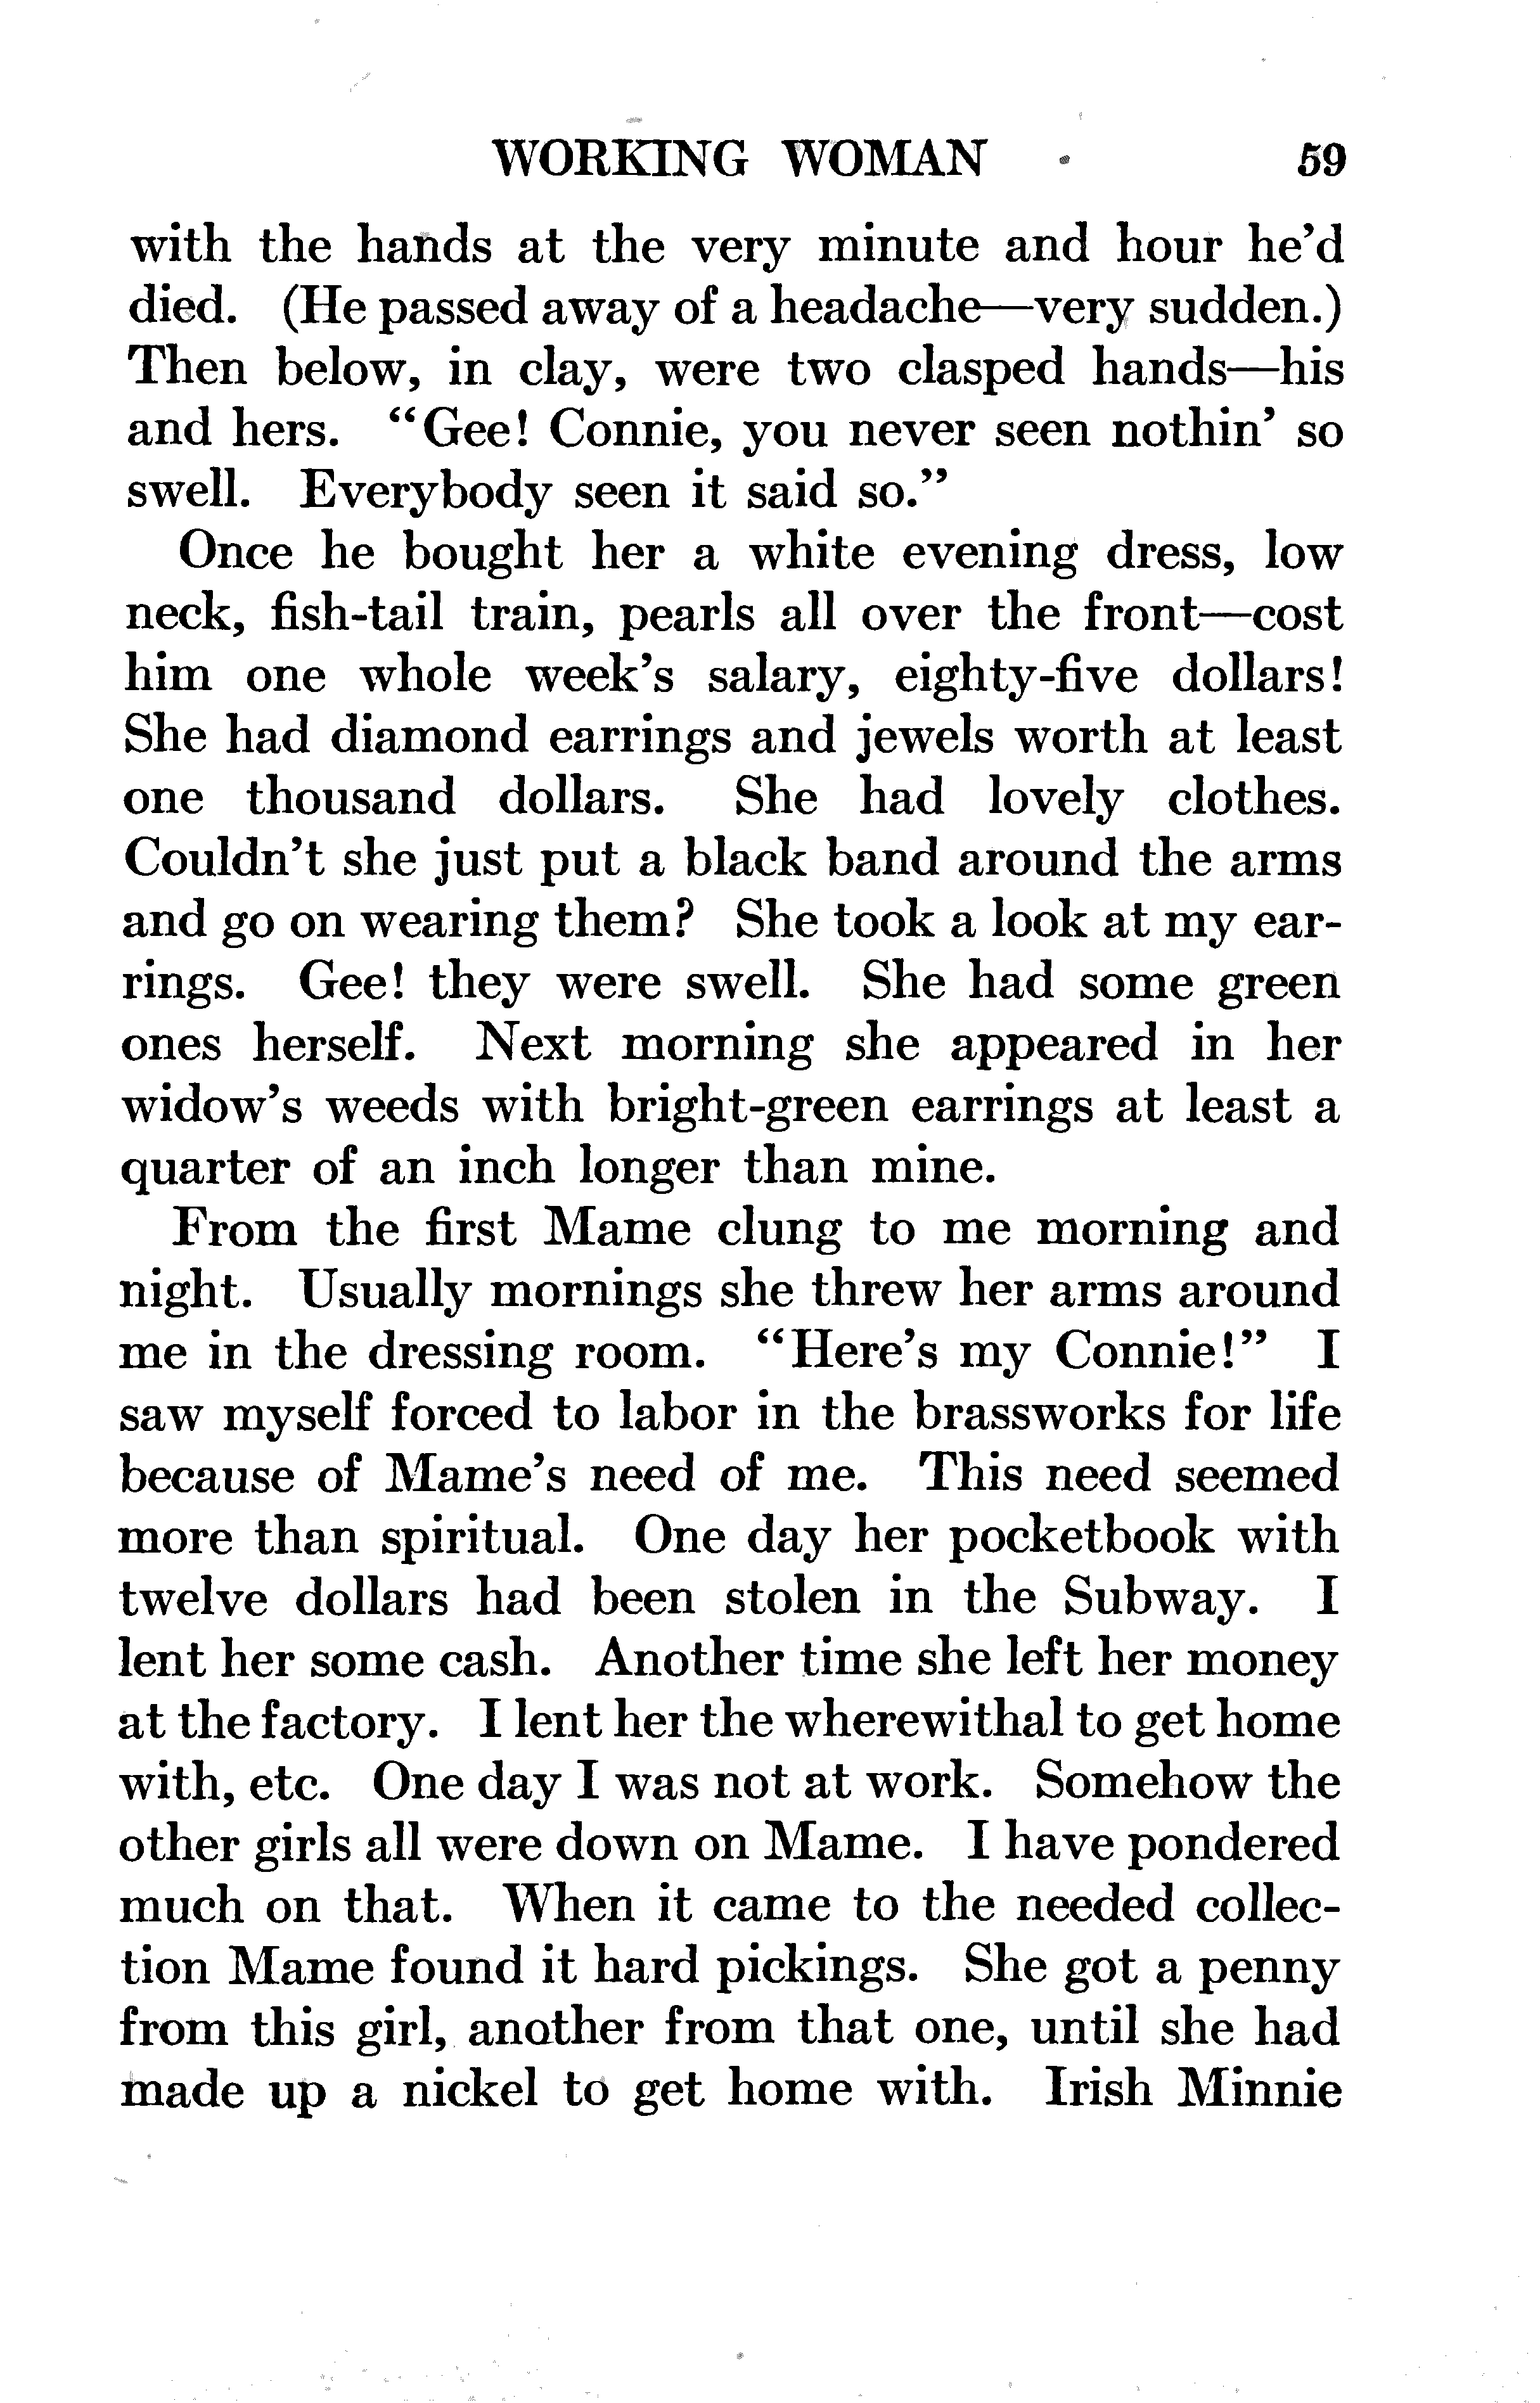 WORKING WOMAN 59
with the hands at the very minute and hour he'd
died. (He passed away of a headache—very sudden.)
Then below, in clay, were two clasped hands—his
and hers. "Gee! Connie, you never seen nothin' so
swell. Everybody seen it said so."
Once he bought her a white evening dress, low
neck, fish-tail train, pearls all over the front—cost
him one whole week's salary, eighty-five dollars!
She had diamond earrings and jewels worth at least
one thousand dollars. She had lovely clothes.
Couldn't she just put a black band around the arms
and go on wearing them? She took a look at my ear-
rings. Gee! they were swell. She had some green
ones herself. Next morning she appeared in her
widow's weeds with bright-green earrings at least a
quarter of an inch longer than mine.
From the first Mame clung to me morning and
night. Usually mornings she threw her arms around
me in the dressing room. "Here's my Connie!" I
saw myself forced to labor in the brassworks for life
because of Mame's need of me. This need seemed
more than spiritual. One day her pocketbook with
twelve dollars had been stolen in the Subway. I
lent her some cash. Another time she left her money
at the factory. I lent her the wherewithal to get home
with, etc. One day I was not at work. Somehow the
other girls all were down on Mame. I have pondered
much on that. When it came to the needed collec-
tion Mame found it hard pickings. She got a penny
from this girl, another from that one, until she had
made up a nickel to get home with. Irish Minnie